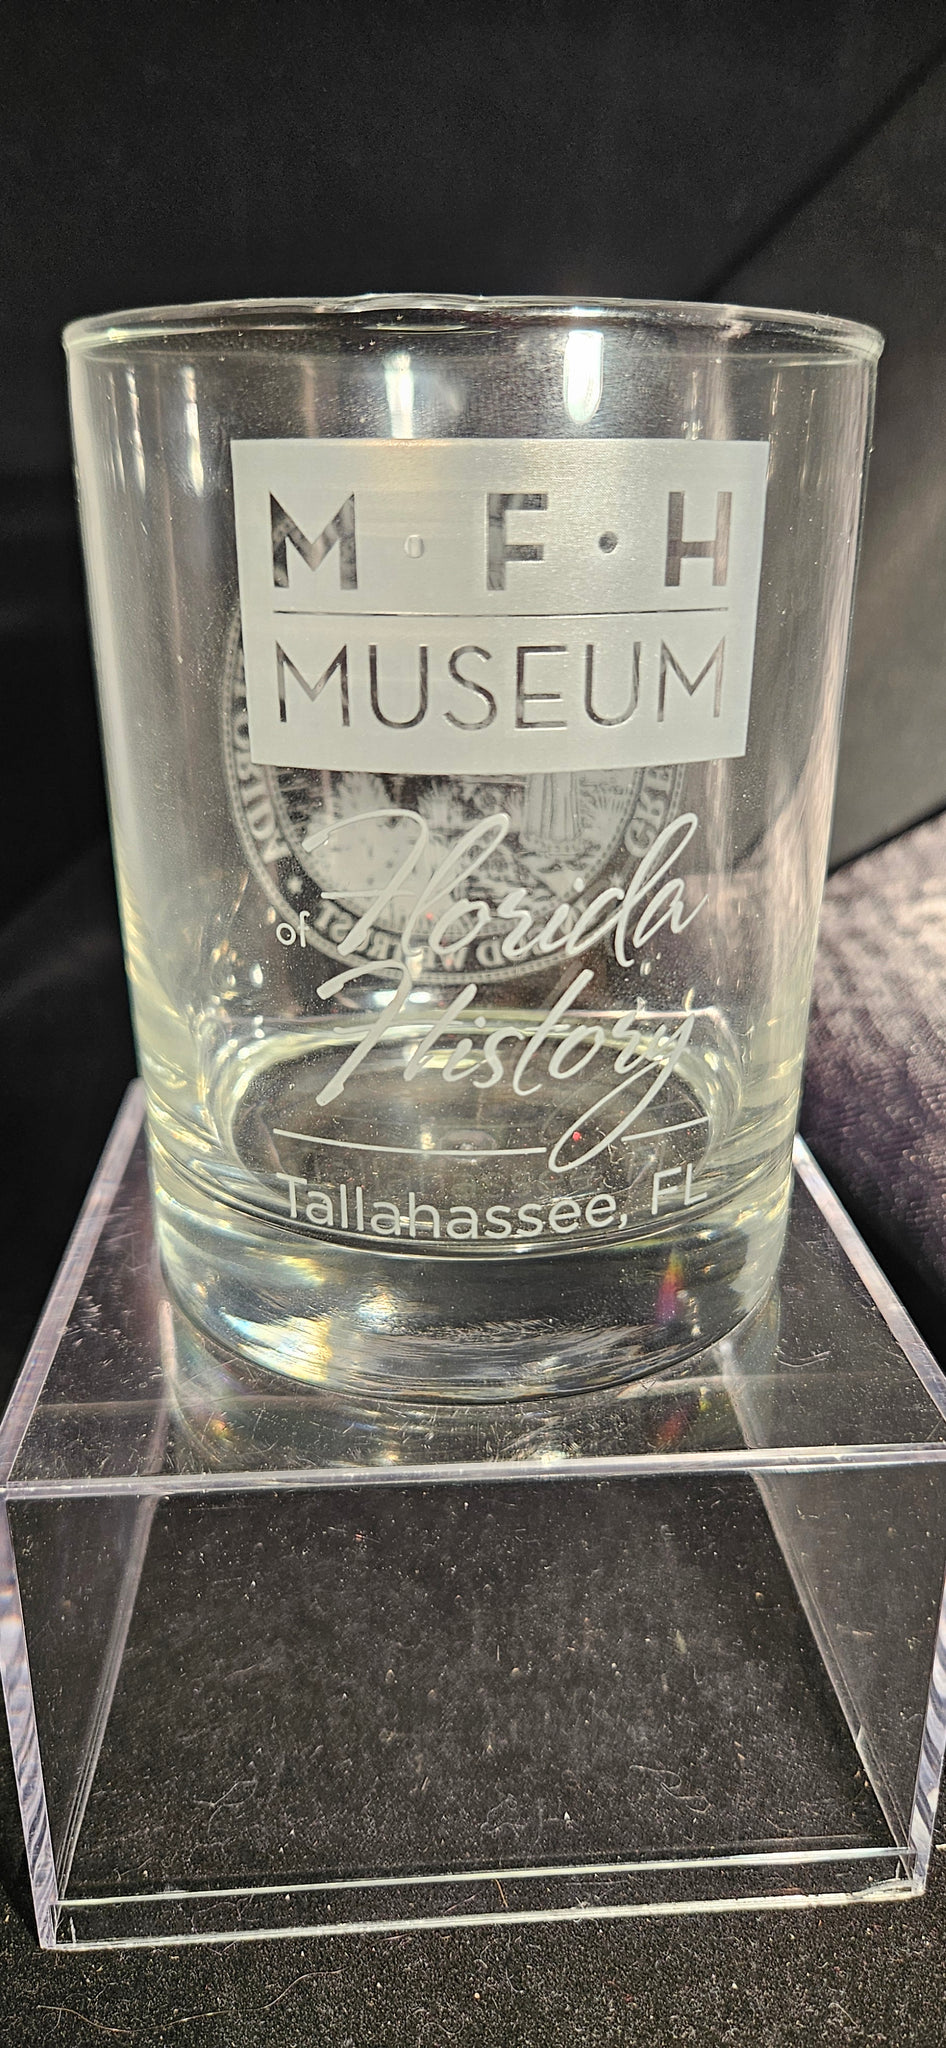 M·F·H
MUSEUM
of Florida
History
Tallahassee, FL